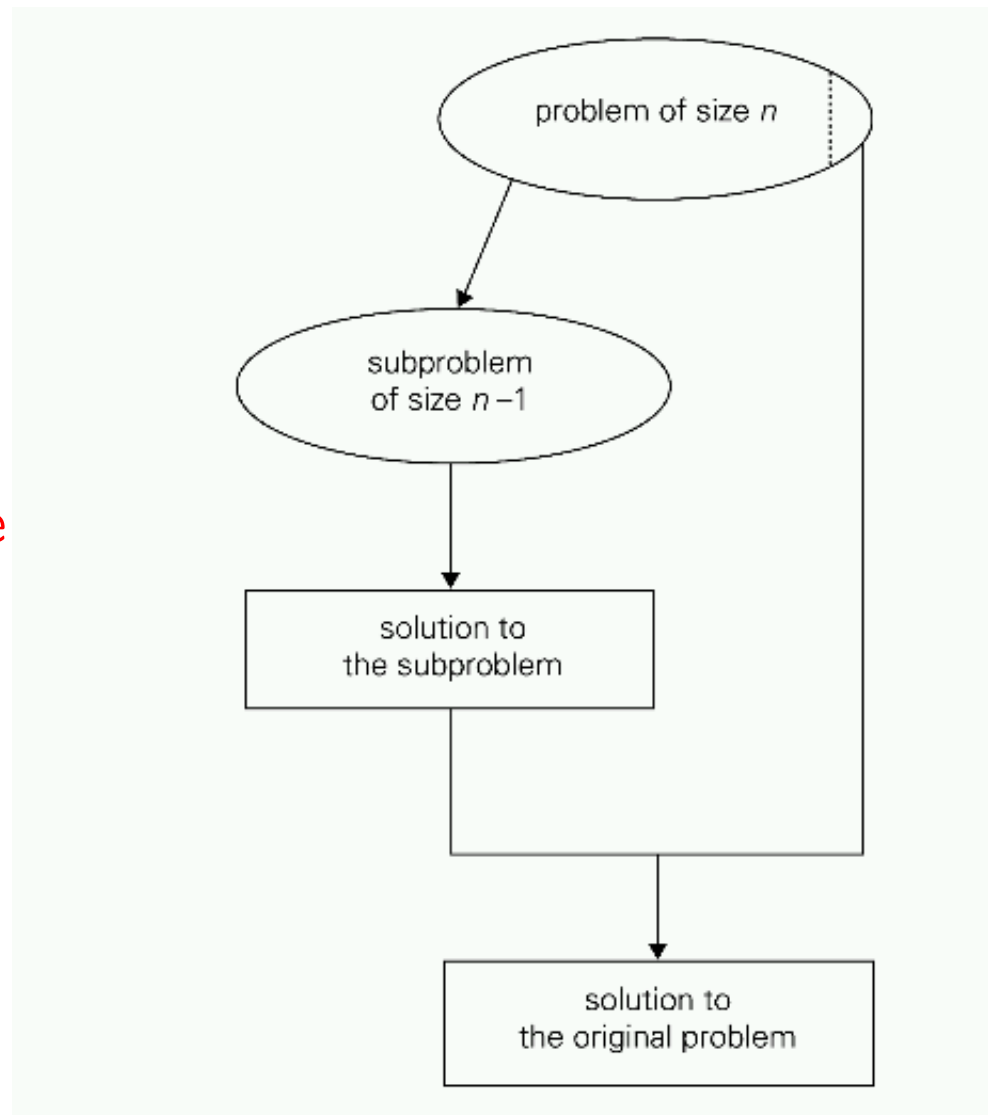 problem of size n
subproblem
of size n –1
e
solution to
the subproblem
solution to
the original problem